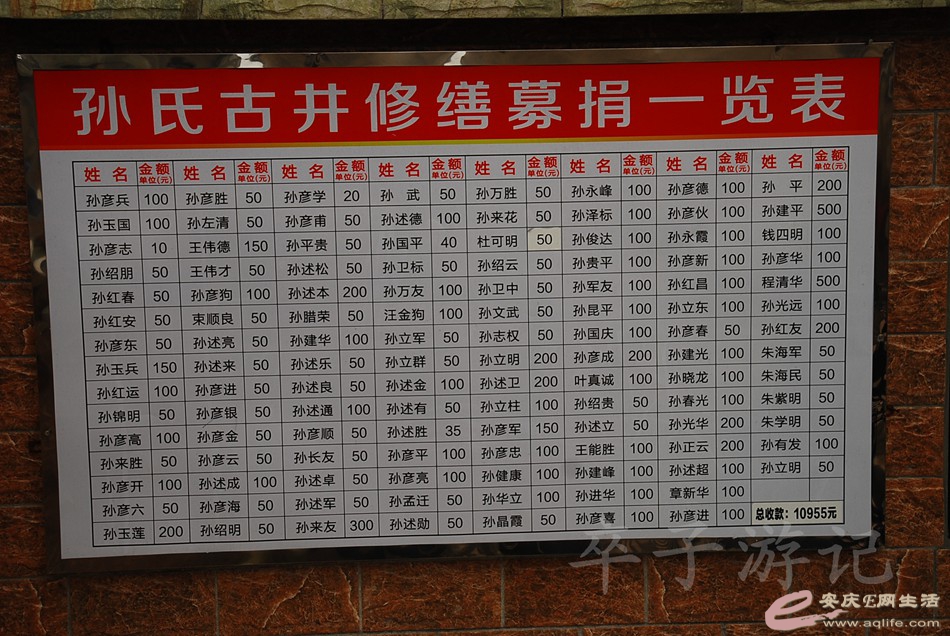 孙氏古井修缮募捐一览表
姓名 金额 单位(元) 姓名 金额 单位(元) 姓名 金额 单位(元) 姓名 金额 单位(元) 姓名 金额 单位(元) 姓名 金额 单位(元) 姓名 金额 单位(元) 姓名 金额 单位(元)
孙彦兵 100 孙彦胜 50 孙彦学 20 孙武 50 孙万胜 50 孙永峰 100 孙彦德 100 孙平 200
孙玉国 100 孙左清 50 孙彦甫 50 孙述德 100 孙来花 50 孙泽标 100 孙彦伙 100 孙建平 500
孙彦志 10 王伟德 150 孙平贵 50 孙国平 40 杜可明 50 孙俊达 100 孙永霞 100 钱四明 100
孙绍朋 50 王伟才 50 孙述松 50 孙卫标 50 孙绍云 50 孙贵平 100 孙彦新 100 孙彦华 100
孙红春 50 孙彦狗 100 孙述本 200 孙万友 100 孙卫中 50 孙军友 100 孙红昌 100 程清华 500
孙红安 50 束顺良 50 孙腊荣 50 汪金狗 100 孙文武 50 孙昆平 100 孙立东 100 孙光远 100
孙彦东 50 孙述亮 50 孙建华 100 孙立军 50 孙志权 50 孙国庆 100 孙彦春 50 孙红友 200
孙玉兵 150 孙述来 50 孙述乐 50 孙立群 50 孙立明 200 孙彦成 200 孙建光 100 朱海军 50
孙红运 100 孙彦进 50 孙述良 50 孙述金 100 孙述卫 200 叶真诚 100 孙晓龙 100 朱海民 50
孙锦明 50 孙彦银 50 孙述通 100 孙述有 50 孙立柱 100 孙绍贵 50 孙春光 100 朱紫明 50
孙彦高 100 孙彦金 50 孙彦顺 50 孙述胜 35 孙彦军 150 孙述立 50 孙光华 200 朱学明 50
孙来胜 50 孙彦云 50 孙长友 50 孙彦平 100 孙彦忠 100 王能胜 100 孙正云 200 孙有发 100
孙彦开 100 孙述成 100 孙述卓 50 孙彦亮 100 孙健康 100 孙建峰 100 孙述超 100 孙立明 50
孙彦六 50 孙彦海 50 孙述军 50 孙孟迁 50 孙华立 100 孙进华 100 章新华 100
孙玉莲 200 孙绍明 50 孙来友 300 孙述勋 50 孙晶霞 50 孙彦喜 100 孙彦进 100 总收款：10955元
卒子游记
安庆E网生活
www.aqlife.com